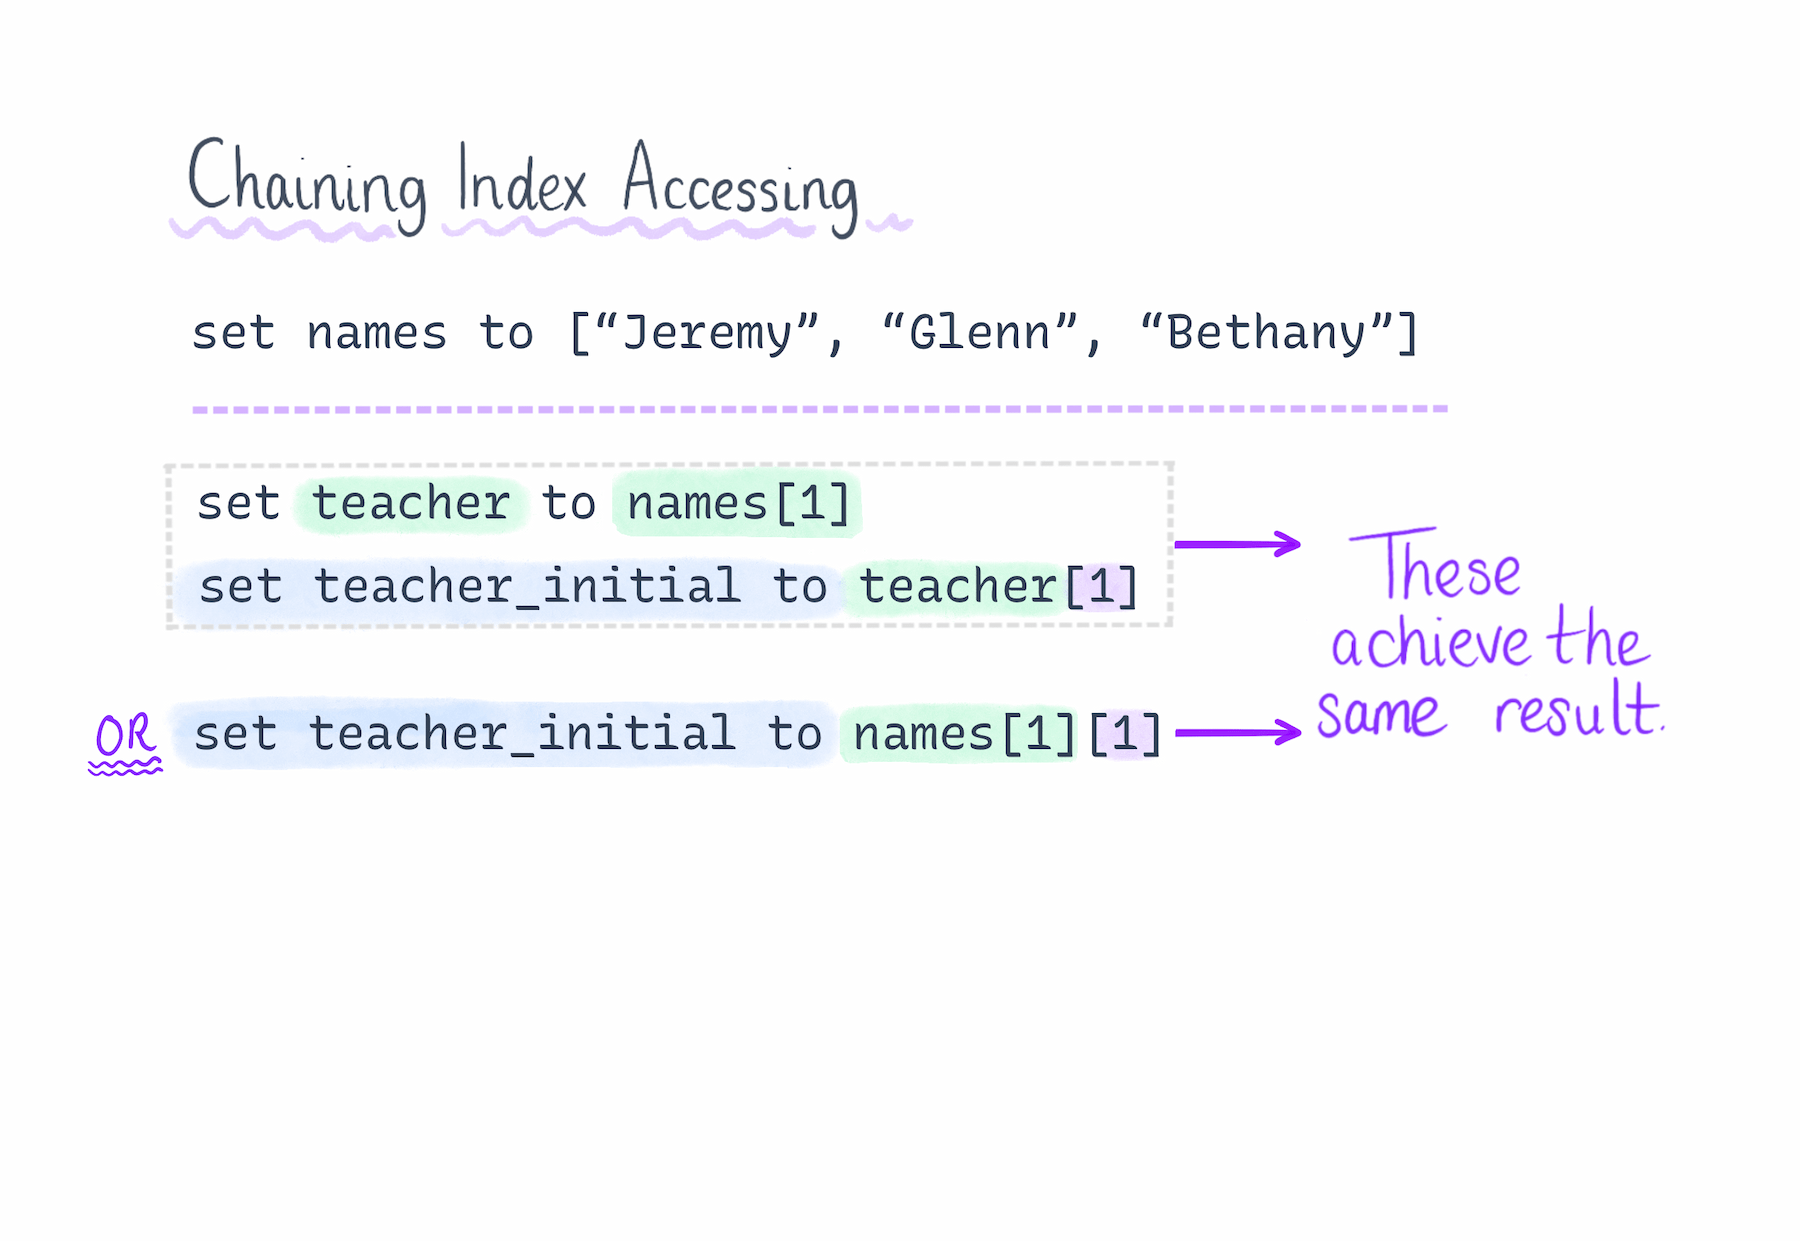 Chaining Index Accessing
set names to [“Jeremy”, “Glenn”, “Bethany”]
set teacher to names[1]
set teacher_initial to teacher[1]
OR set teacher_initial to names[1][1]
These
achieve the
same result.